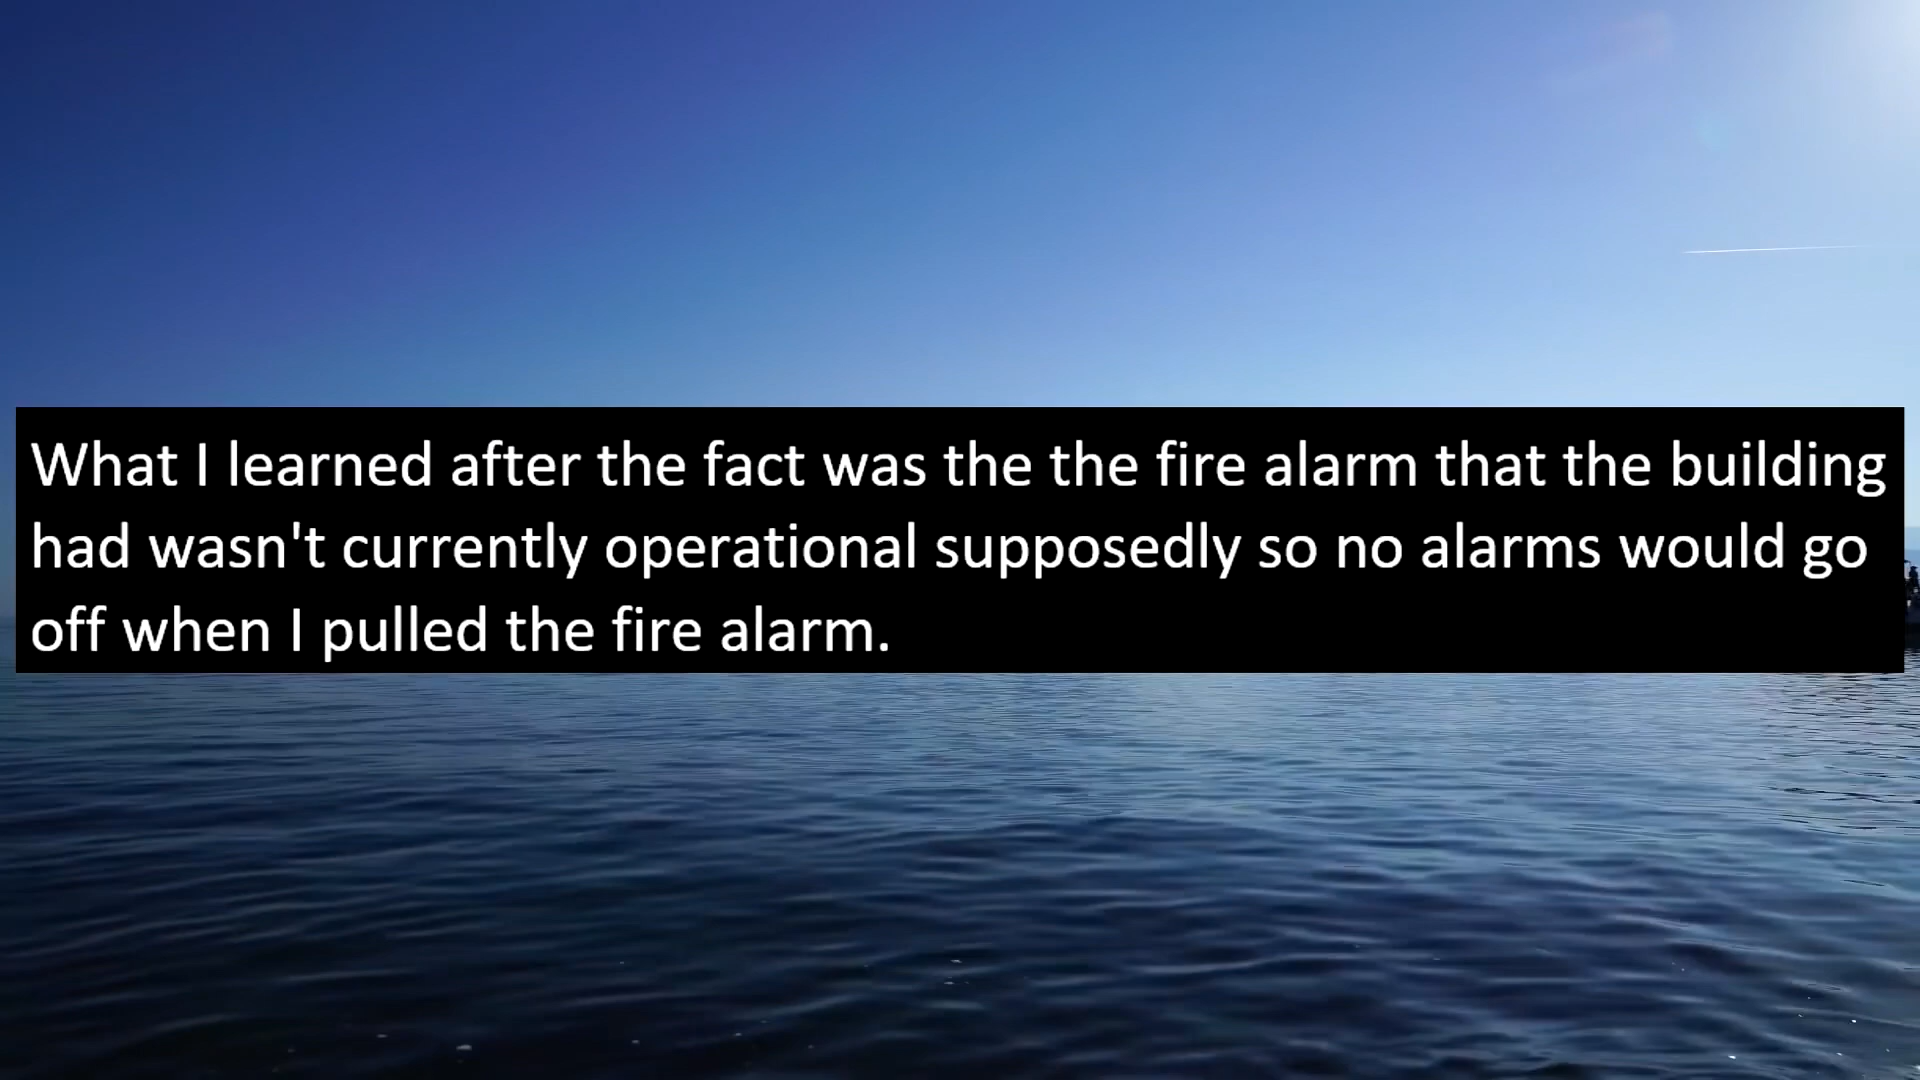 What I learned after the fact was the the fire alarm that the building
had wasn't currently operational supposedly so no alarms would go
off when I pulled the fire alarm.